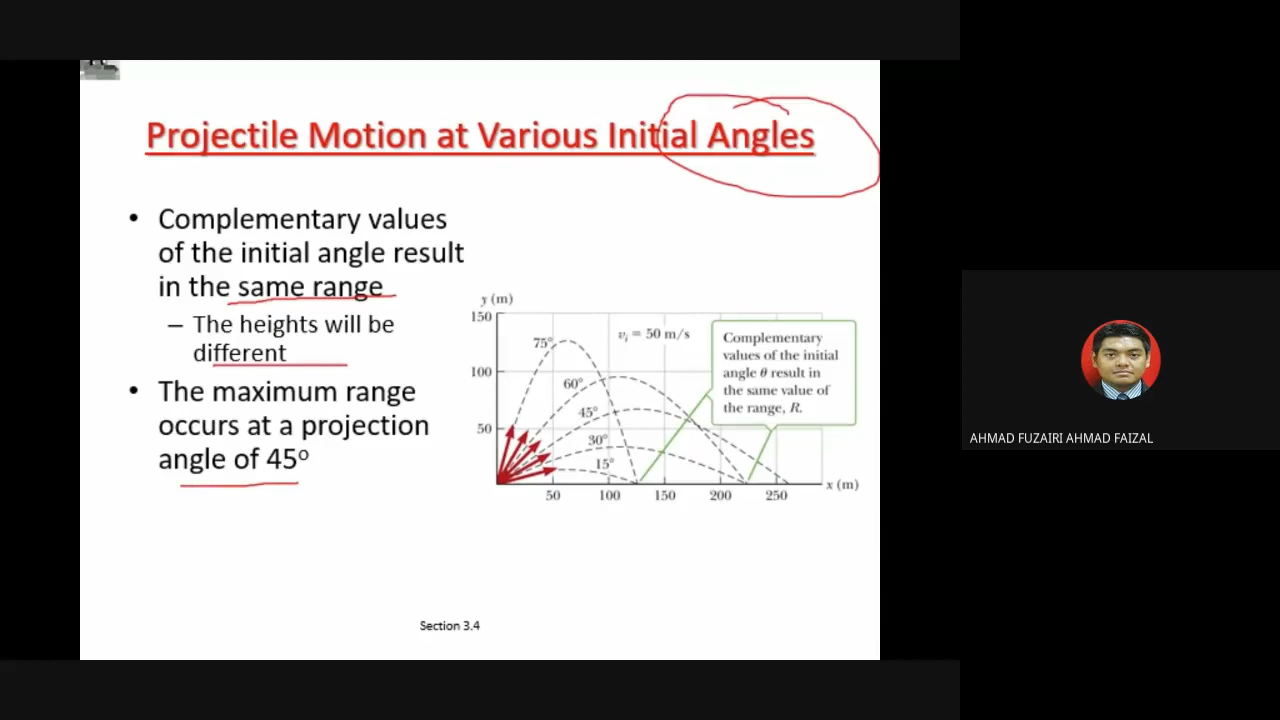 Projectile Motion at Various Initial Angles
• Complementary values
of the initial angle result
in the same range
– The heights will be
different
• The maximum range
occurs at a projection
angle of 45º
y (m)
150
100
50
75°
60°
45°
30°
15°
vᵢ = 50 m/s
Complementary
values of the initial
angle θ result in
the same value of
the range, R.
50 100 150 200 250
x (m)
Section 3.4
AHMAD FUZAIRI AHMAD FAIZAL